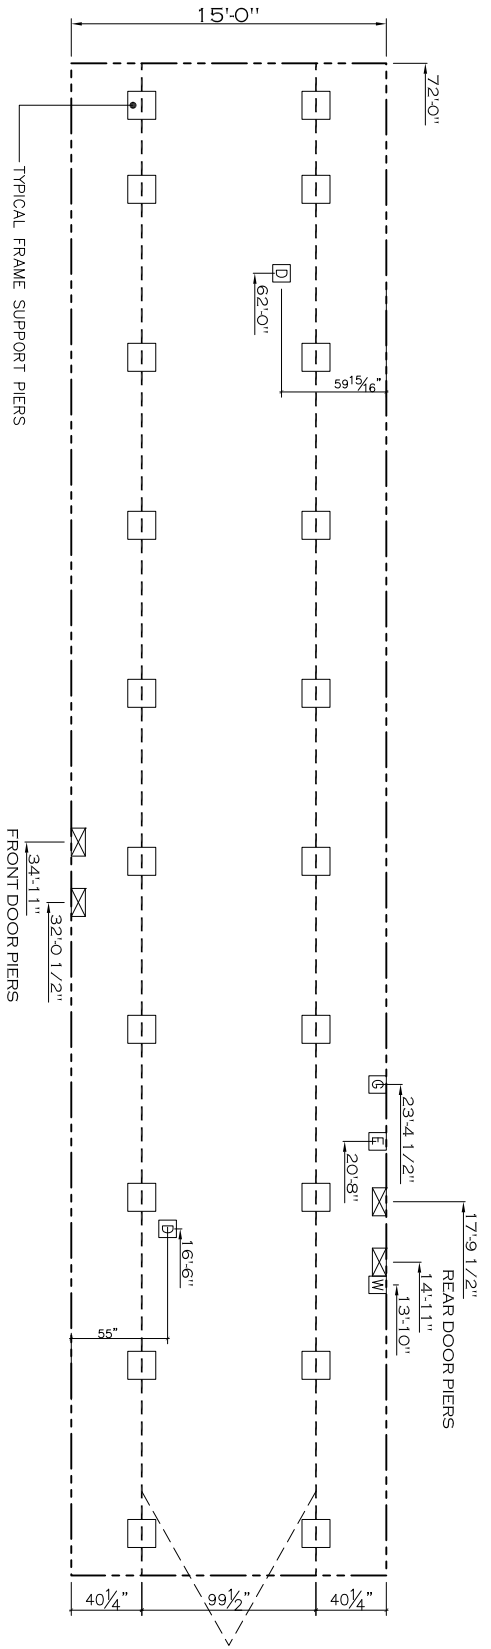 15'-0"
72'-0"
TYPICAL FRAME SUPPORT PIERS
D
62'-0"
59 15/16"
34'-11"
32'-0 1/2"
FRONT DOOR PIERS
G
23'-4 1/2"
E
20'-8"
17'-9 1/2"
14'-11"
W
13'-10"
REAR DOOR PIERS
D
16'-6"
55"
40 1/4"
99 1/2"
40 1/4"